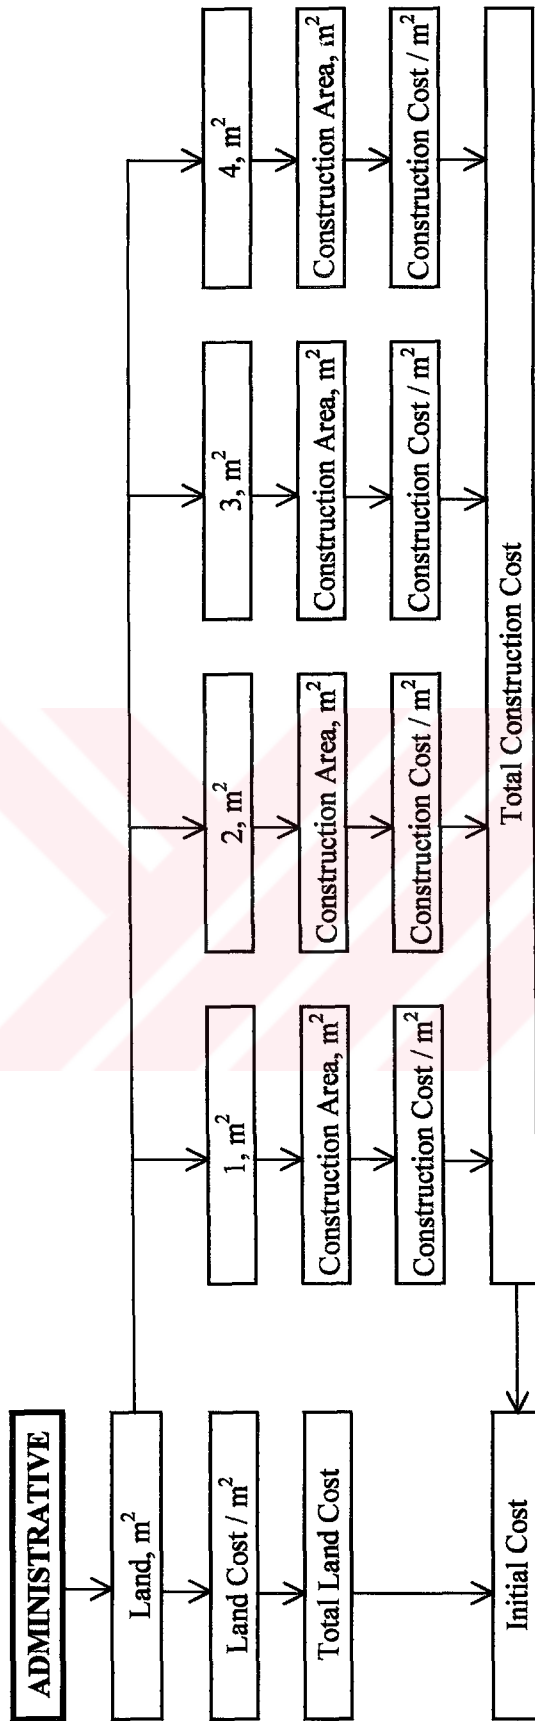 ADMINISTRATIVE
Land, m²
Land Cost / m²
Total Land Cost
Initial Cost
1, m²
Construction Area, m²
Construction Cost / m²
2, m²
Construction Area, m²
Construction Cost / m²
3, m²
Construction Area, m²
Construction Cost / m²
4, m²
Construction Area, m²
Construction Cost / m²
Total Construction Cost